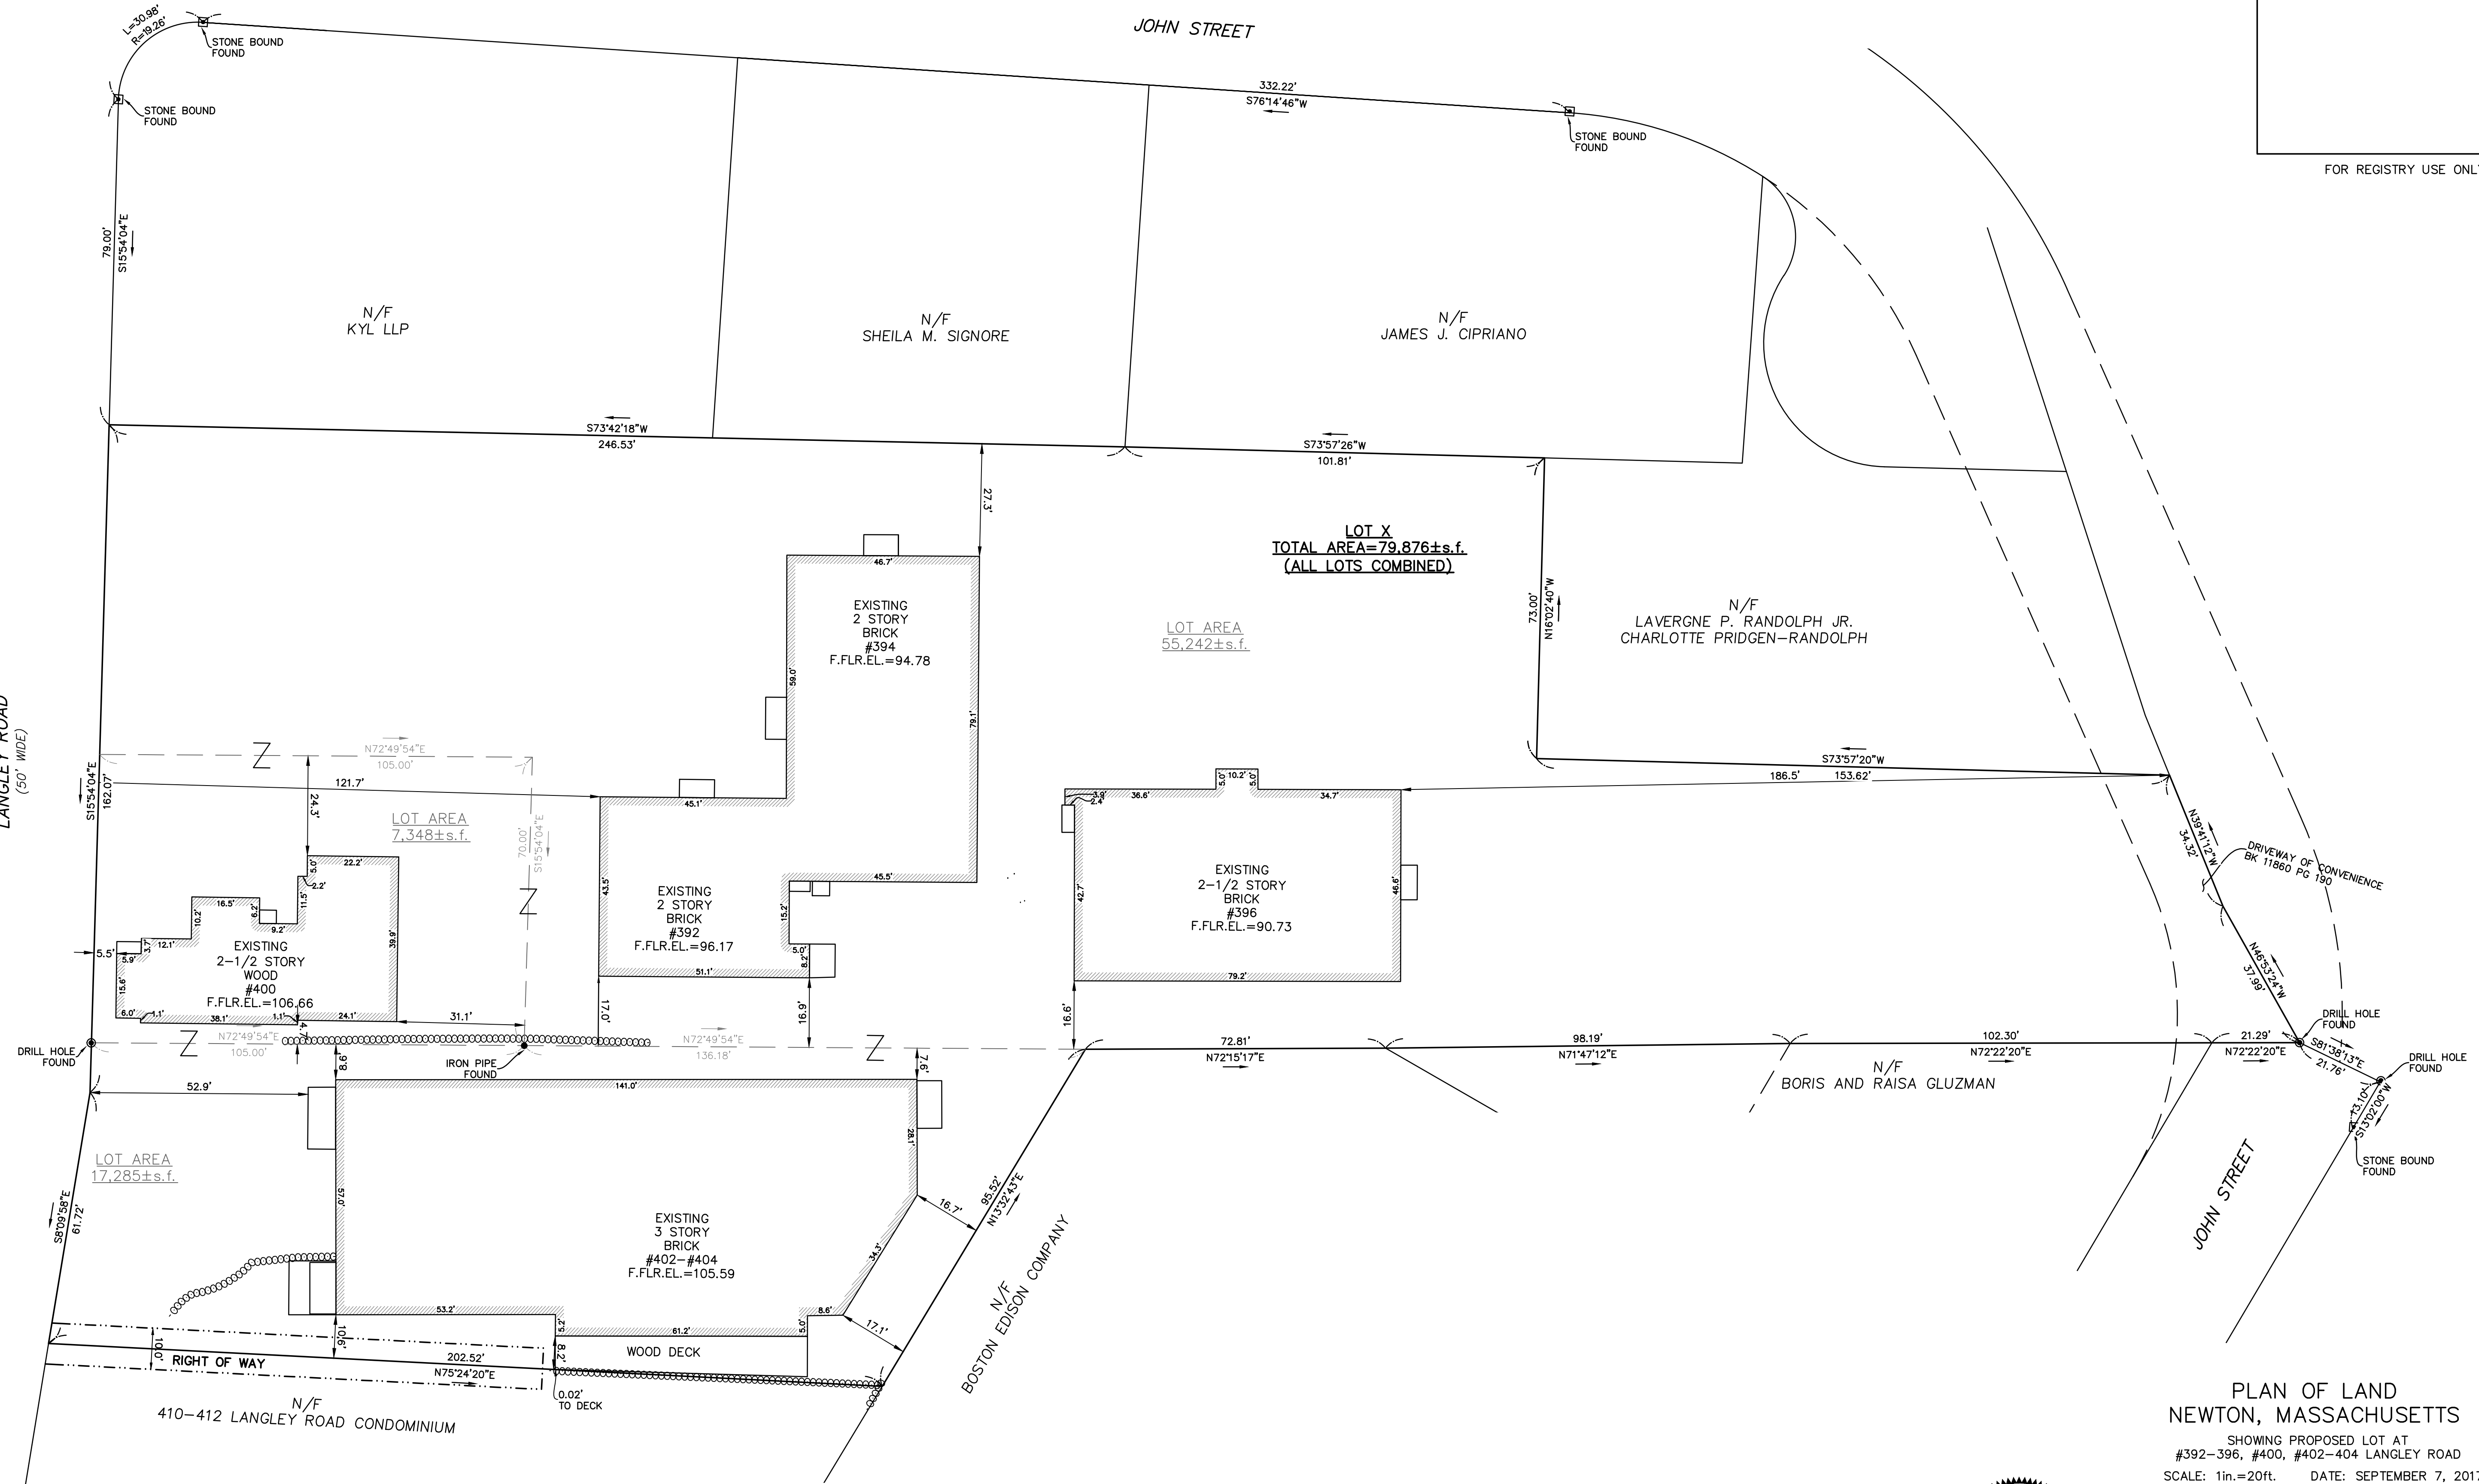 JOHN STREET
L=30.98'
R=19.26'
STONE BOUND
FOUND
STONE BOUND
FOUND
332.22'
S76°14'46"W
STONE BOUND
FOUND
FOR REGISTRY USE ONLY
79.00'
S15°54'04"E
N/F
KYL LLP
N/F
SHEILA M. SIGNORE
N/F
JAMES J. CIPRIANO
S73°42'18"W
246.53'
S73°57'26"W
101.81'
27.3'
LOT X
TOTAL AREA=79,876±s.f.
(ALL LOTS COMBINED)
46.7'
EXISTING
2 STORY
BRICK
#394
F.FLR.EL.=94.78
59.0'
79.1'
LOT AREA
55,242±s.f.
73.00'
N16°02'40"W
N/F
LAVERGNE P. RANDOLPH JR.
CHARLOTTE PRIDGEN-RANDOLPH
LANGLEY ROAD
(50' WIDE)
S15°54'04"E
162.07'
Z
N72°49'54"E
105.00'
121.7'
24.3'
LOT AREA
7,348±s.f.
70.00'
S15°54'04"E
Z
45.1'
43.5'
45.5'
EXISTING
2 STORY
BRICK
#392
F.FLR.EL.=96.17
15.2'
5.0'
8.2'
51.1'
17.0'
16.9'
S73°57'20"W
186.5'
153.62'
3.9'
2.4'
36.6'
5.0'
10.2'
5.0'
34.7'
42.7'
46.6'
EXISTING
2-1/2 STORY
BRICK
#396
F.FLR.EL.=90.73
79.2'
16.6'
N39°41'12"W
34.32'
DRIVEWAY OF CONVENIENCE
BK 11860 PG 190
N46°53'24"W
37.99'
22.2'
5.0'
2.2'
11.5'
16.5'
6.2'
10.2'
9.2'
39.9'
3.7'
12.1'
5.5'
5.9'
15.6'
EXISTING
2-1/2 STORY
WOOD
#400
F.FLR.EL.=106.66
6.0'
1.1'
38.1'
1.1'
24.1'
4.7'
31.1'
DRILL HOLE
FOUND
N72°49'54"E
105.00'
Z
IRON PIPE
FOUND
N72°49'54"E
136.18'
Z
72.81'
N72°15'17"E
98.19'
N71°47'12"E
102.30'
N72°22'20"E
21.29'
N72°22'20"E
DRILL HOLE
FOUND
S81°38'13"E
21.76'
DRILL HOLE
FOUND
13.10'
S13°02'00"W
STONE BOUND
FOUND
N/F
BORIS AND RAISA GLUZMAN
52.9'
9.8'
7.6'
141.0'
28.1'
57.0'
LOT AREA
17,285±s.f.
S8°09'58"E
61.72'
EXISTING
3 STORY
BRICK
#402-#404
F.FLR.EL.=105.59
34.3'
16.7'
95.52'
N13°32'43"E
N/F
BOSTON EDISON COMPANY
JOHN STREET
53.2'
5.2'
61.2'
5.0'
8.6'
17.1'
10.0'
RIGHT OF WAY
10.6'
202.52'
N75°24'20"E
8.2'
WOOD DECK
0.02'
TO DECK
N/F
410-412 LANGLEY ROAD CONDOMINIUM
PLAN OF LAND
NEWTON, MASSACHUSETTS
SHOWING PROPOSED LOT AT
#392-396, #400, #402-404 LANGLEY ROAD
SCALE: 1in.=20ft. DATE: SEPTEMBER 7, 2017